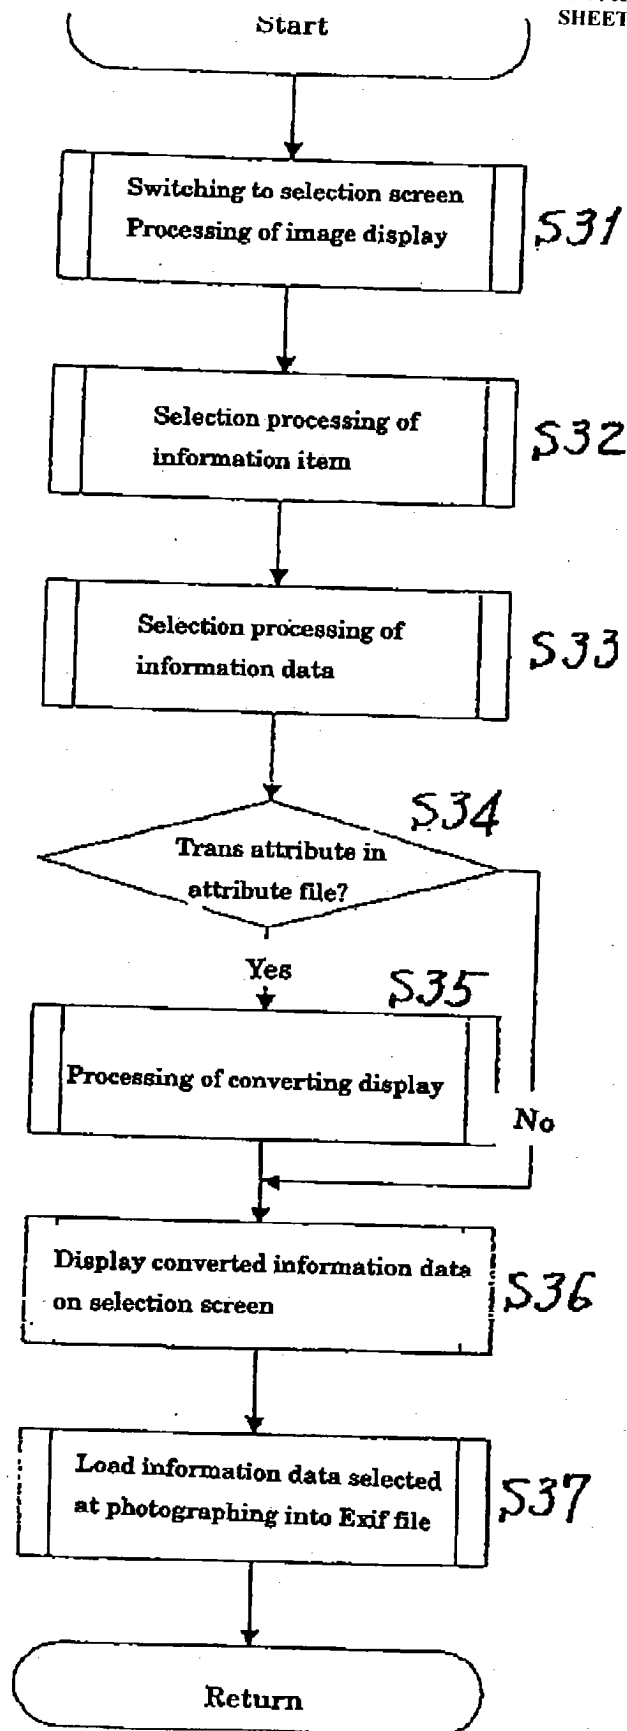 SHEET
Start
Switching to selection screen
Processing of image display
S31
Selection processing of
information item
S32
Selection processing of
information data
S33
S34
Trans attribute in
attribute file?
Yes
S35
Processing of converting display
No
Display converted information data
on selection screen
S36
Load information data selected
at photographing into Exif file
S37
Return